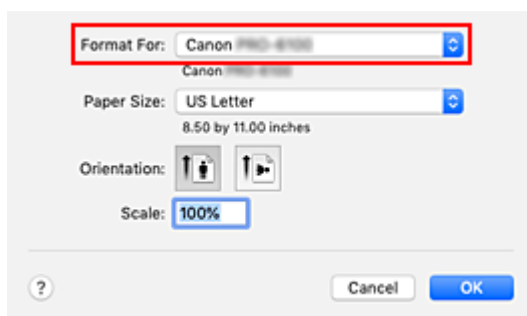 Format For: Canon
Canon
Paper Size: US Letter
8.50 by 11.00 inches
Orientation:
Scale: 100%
? Cancel OK